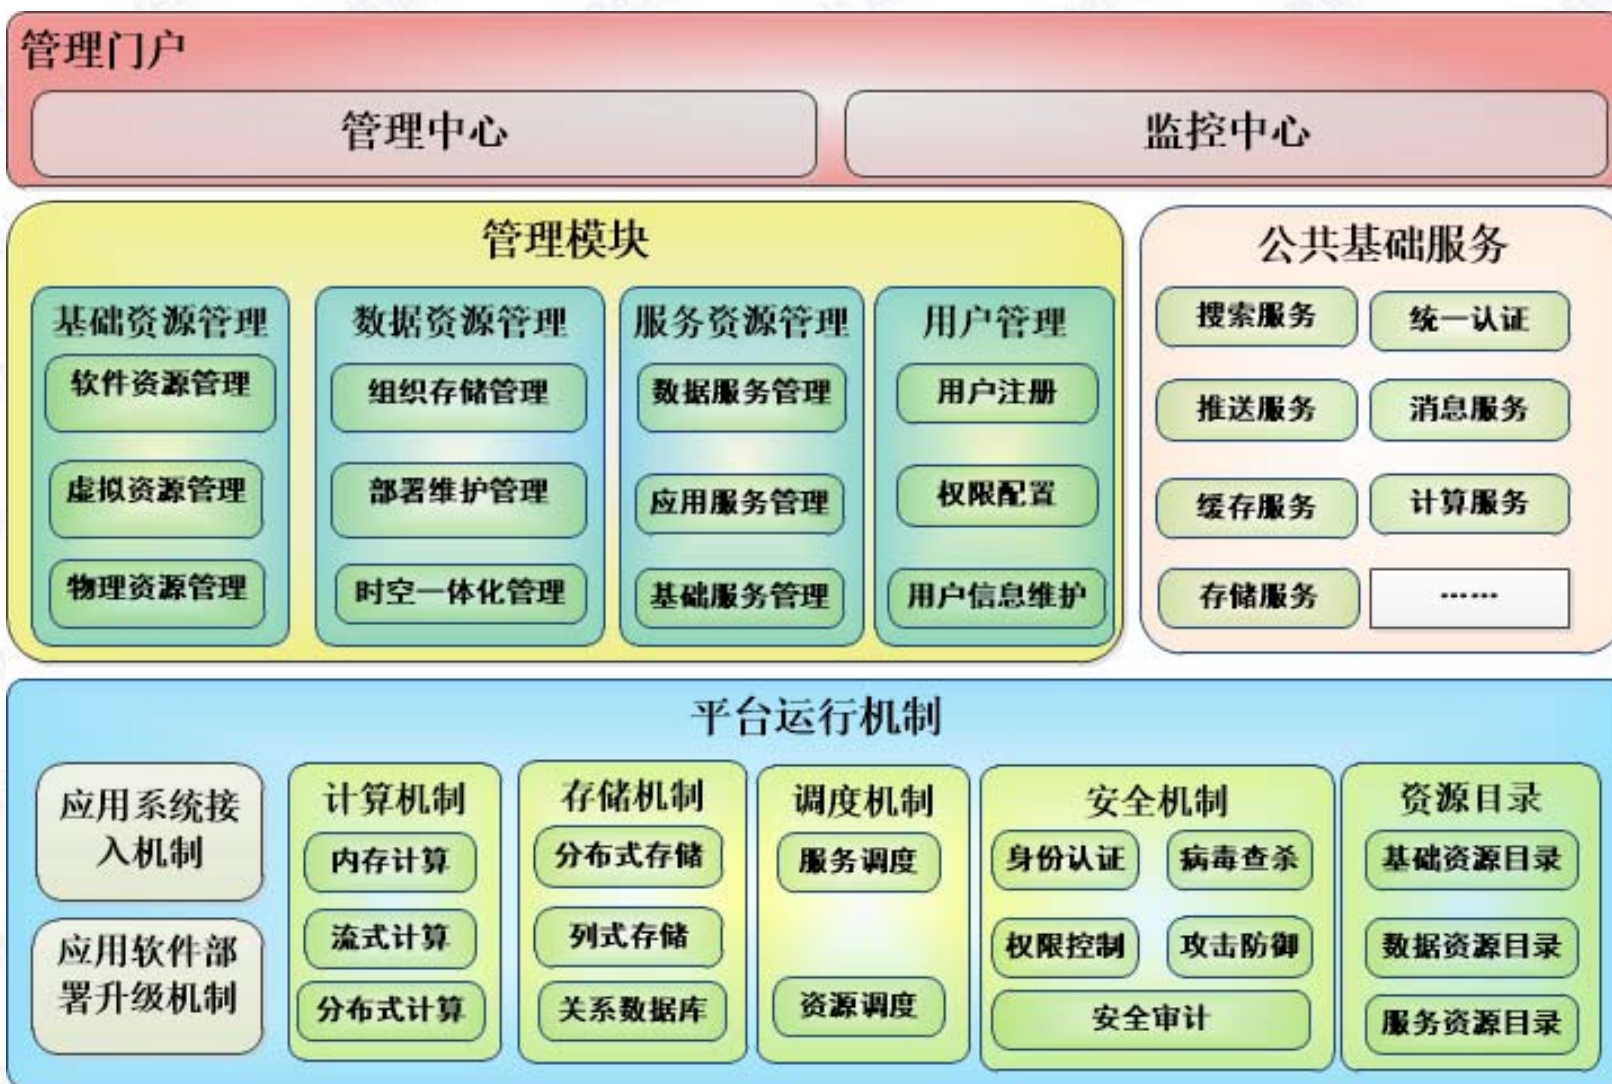 管理门户
管理中心
监控中心
管理模块
基础资源管理
软件资源管理
虚拟资源管理
物理资源管理
数据资源管理
组织存储管理
部署维护管理
时空一体化管理
服务资源管理
数据服务管理
应用服务管理
基础服务管理
用户管理
用户注册
权限配置
用户信息维护
公共基础服务
搜索服务
统一认证
推送服务
消息服务
缓存服务
计算服务
存储服务
……
平台运行机制
应用系统接
入机制
应用软件部
署升级机制
计算机制
内存计算
流式计算
分布式计算
存储机制
分布式存储
列式存储
关系数据库
调度机制
服务调度
资源调度
安全机制
身份认证
病毒查杀
权限控制
攻击防御
安全审计
资源目录
基础资源目录
数据资源目录
服务资源目录